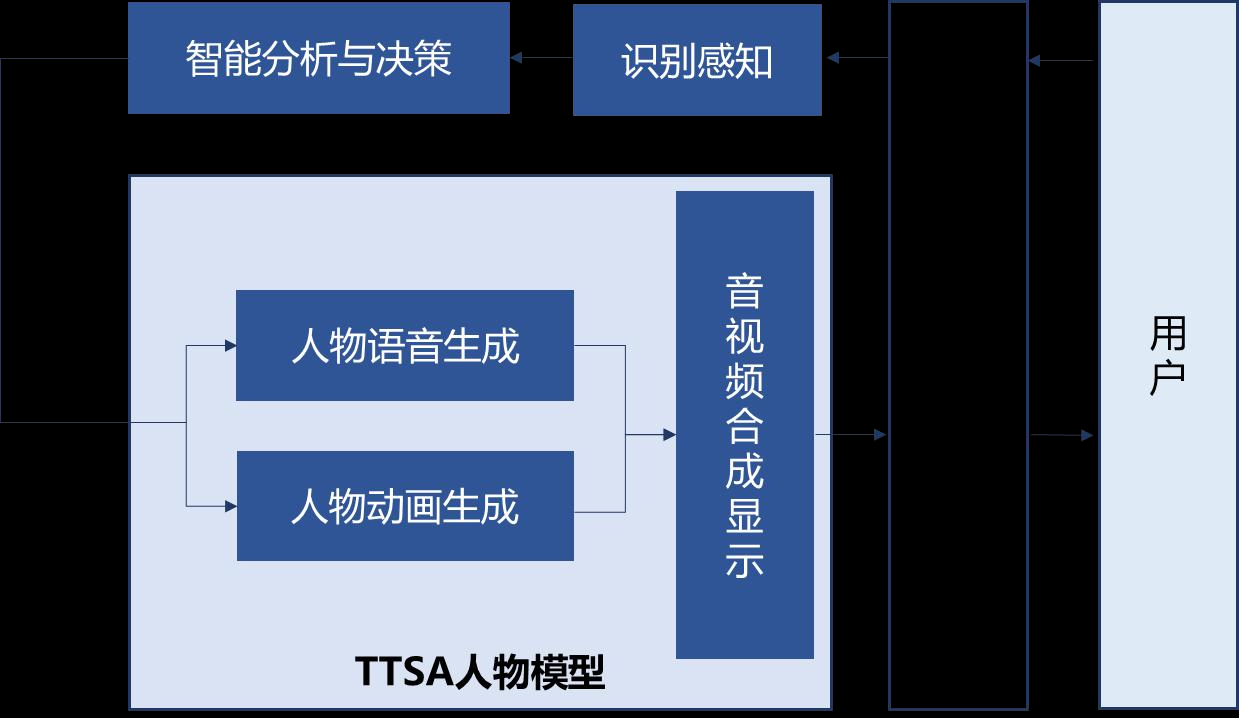 智能分析与决策
识别感知
人物语音生成
人物动画生成
音视频合成显示
TTSA人物模型
用户